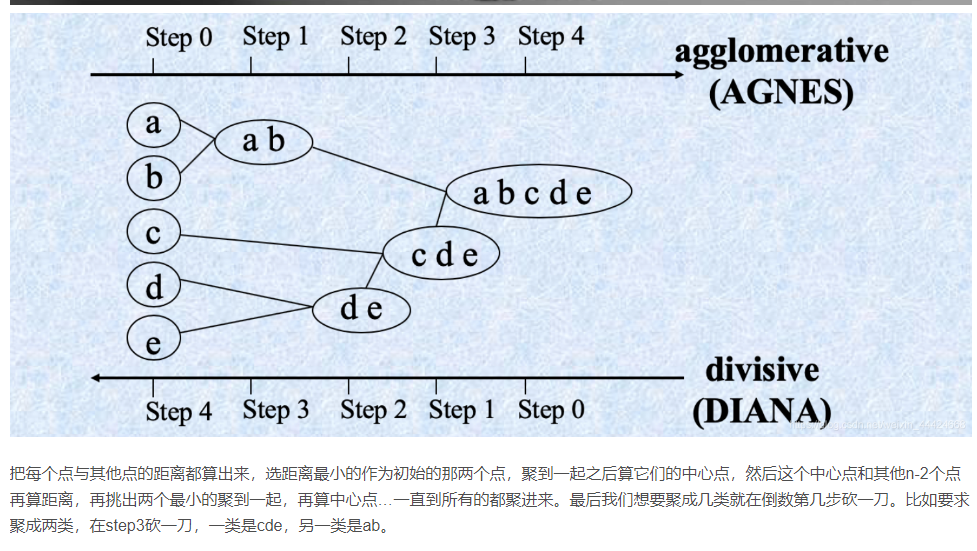 Step 0 Step 1 Step 2 Step 3 Step 4
agglomerative
(AGNES)
a
a b
b
a b c d e
c
c d e
d
d e
e
divisive
(DIANA)
Step 4 Step 3 Step 2 Step 1 Step 0
把每个点与其他点的距离都算出来，选距离最小的作为初始的那两个点，聚到一起之后算它们的中心点，然后这个中心点和其他n-2个点
再算距离，再挑出两个最小的聚到一起，再算中心点...一直到所有的都聚进来。最后我们想要聚成几类就在倒数第几步砍一刀。比如要求
聚成两类，在step3砍一刀，一类是cde，另一类是ab。